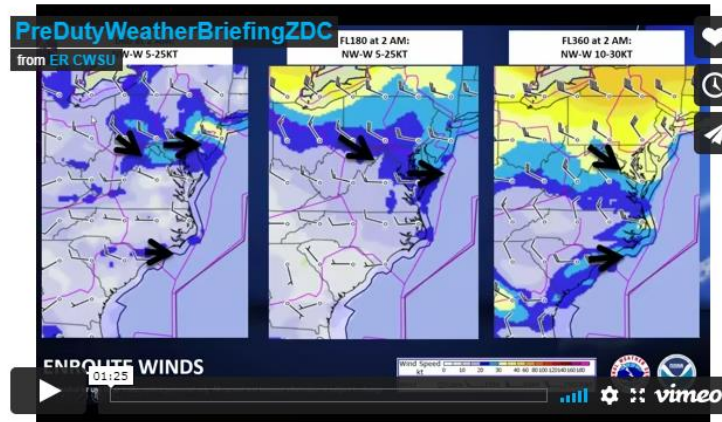 PreDutyWeatherBriefingZDC
from ER CWSU
NW-W 5-25KT
FL180 at 2 AM:
NW-W 5-25KT
FL360 at 2 AM:
NW-W 10-30KT
ENROUTE WINDS
01:25
Wind Speed
kt
0 10 20 30 40 60 80 100 120 140 160 180
vimeo